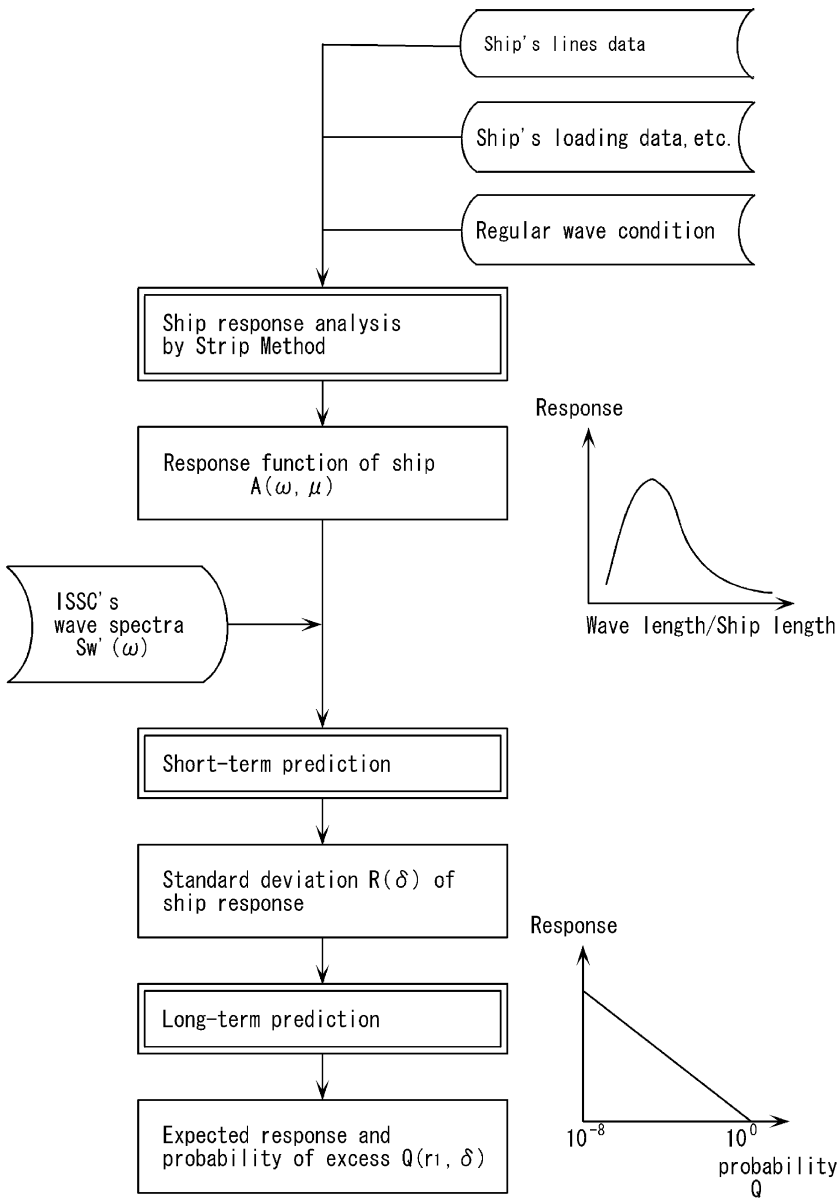 Ship's lines data
Ship's loading data, etc.
Regular wave condition
Ship response analysis
by Strip Method
Response function of ship
A(ω, μ)
Response
Wave length/Ship length
ISSC's
wave spectra
Sw'(ω)
Short-term prediction
Standard deviation R(δ) of
ship response
Long-term prediction
Expected response and
probability of excess Q(r₁, δ)
Response
10⁻⁸
10⁰
probability
Q